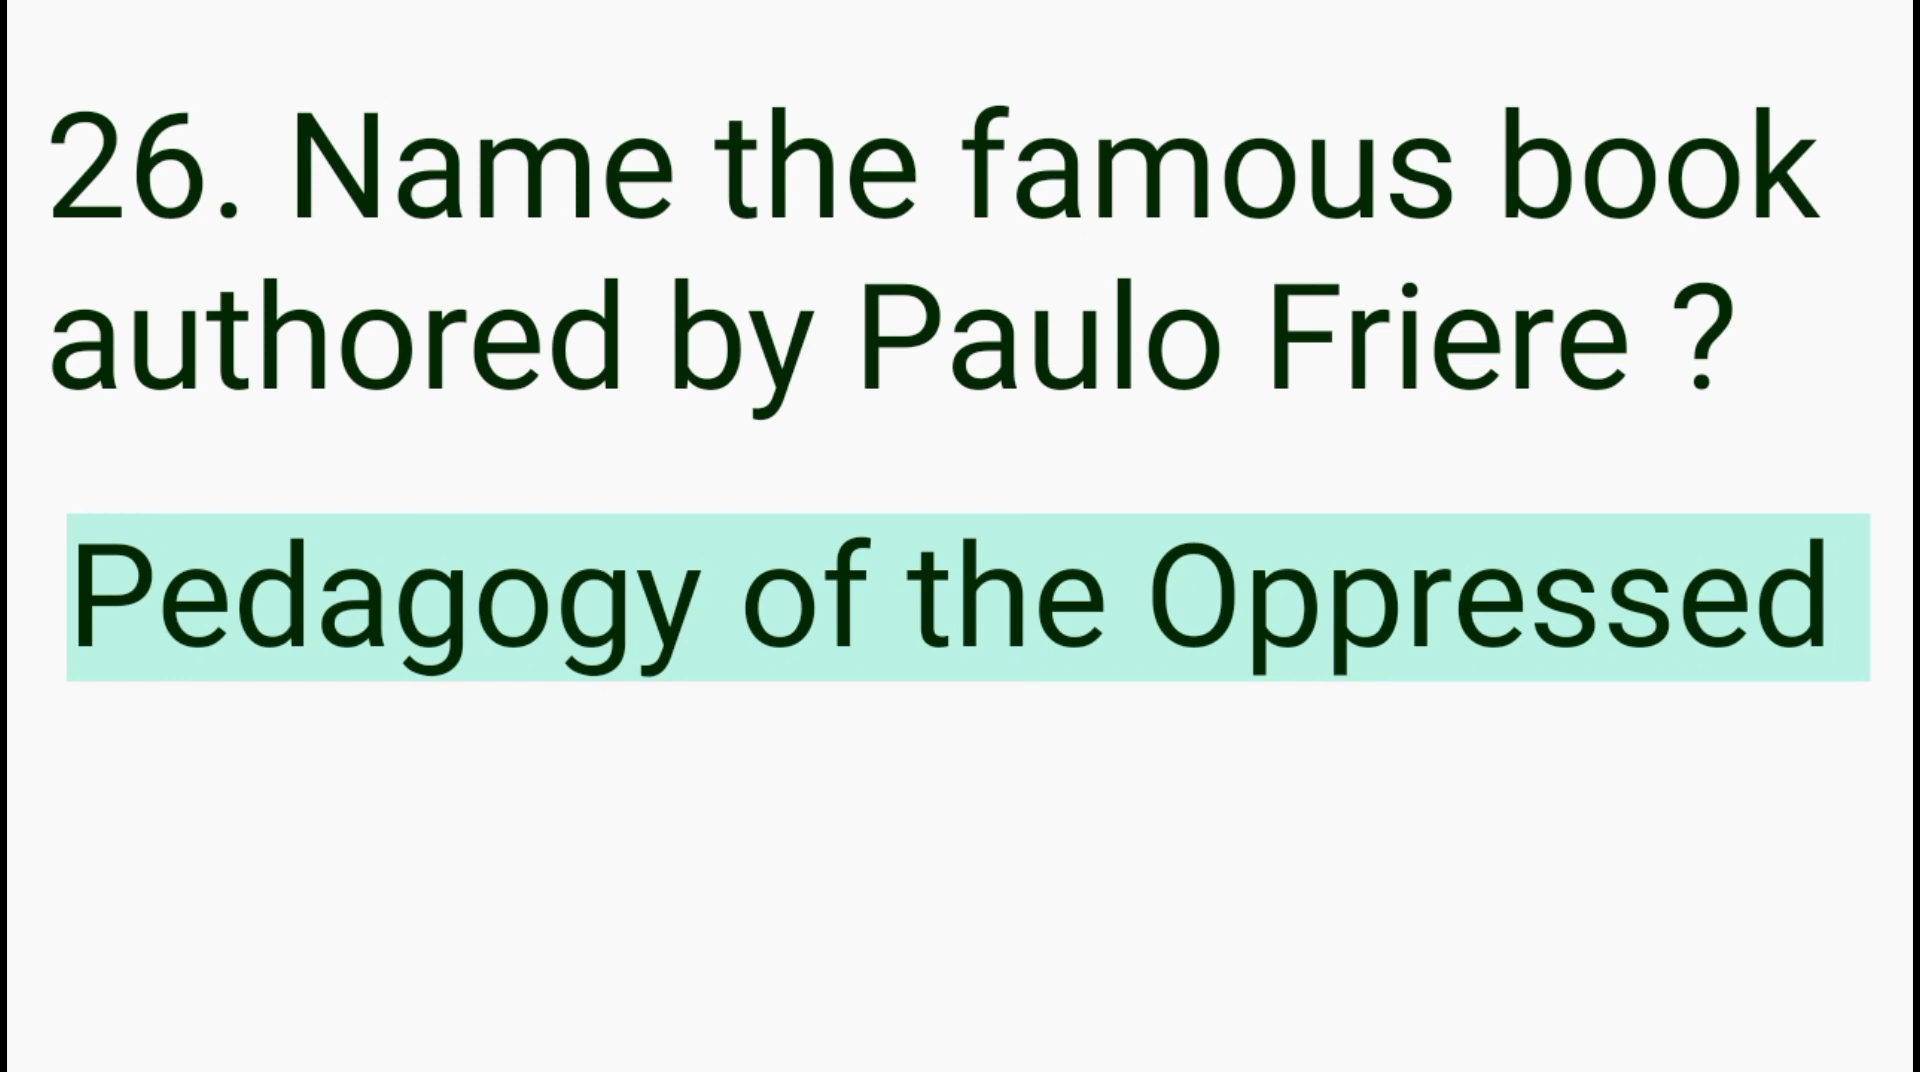 26. Name the famous book
authored by Paulo Friere ?
Pedagogy of the Oppressed